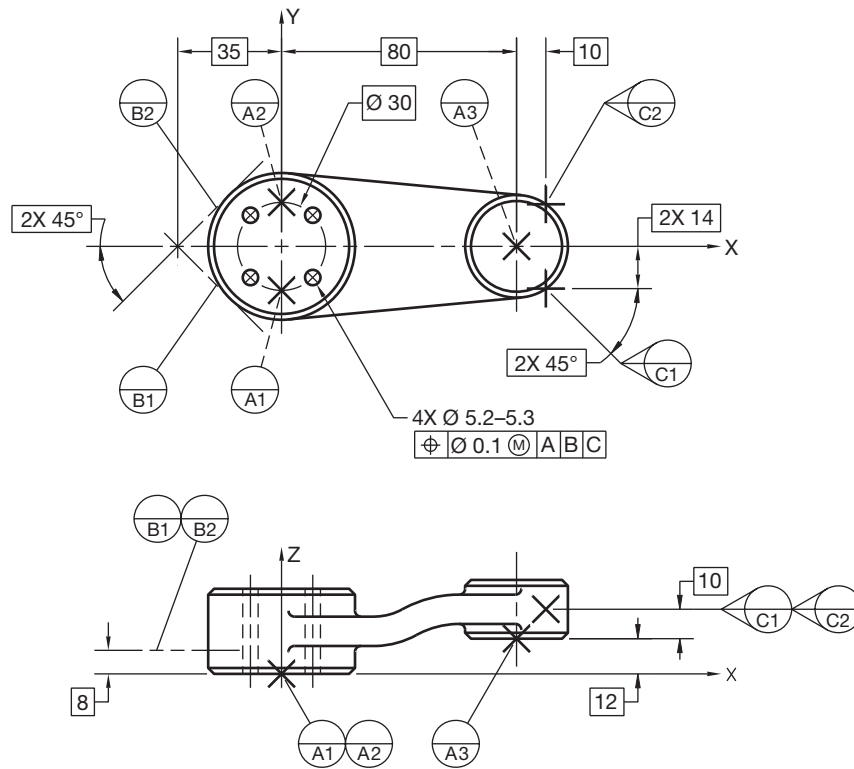 Y
35
80
10
B2
A2
Ø 30
A3
C2
2X 45°
2X 14
X
2X 45°
C1
B1
A1
4X Ø 5.2–5.3
⌖ Ø 0.1 Ⓜ A B C
B1 B2
Z
10
C1 C2
8
12
X
A1 A2
A3